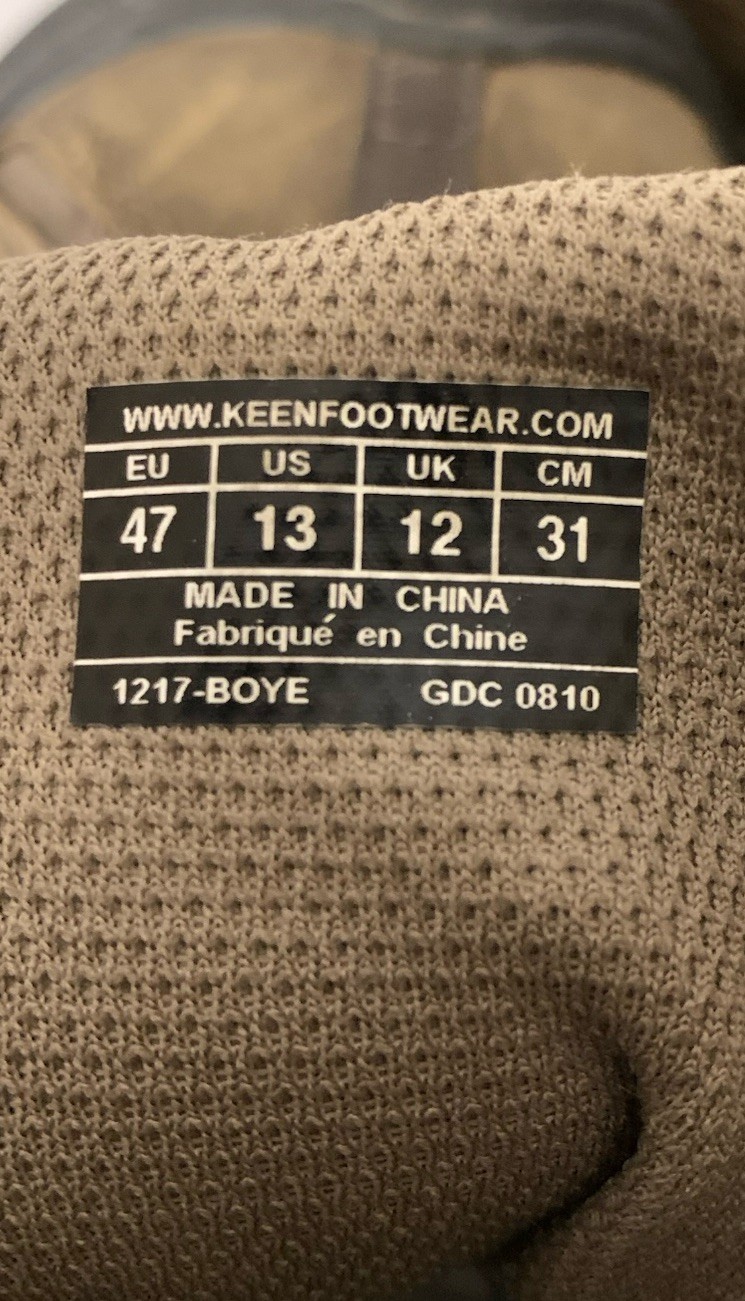 WWW.KEENFOOTWEAR.COM
EU US UK CM
47 13 12 31
MADE IN CHINA
Fabriqué en Chine
1217-BOYE GDC 0810